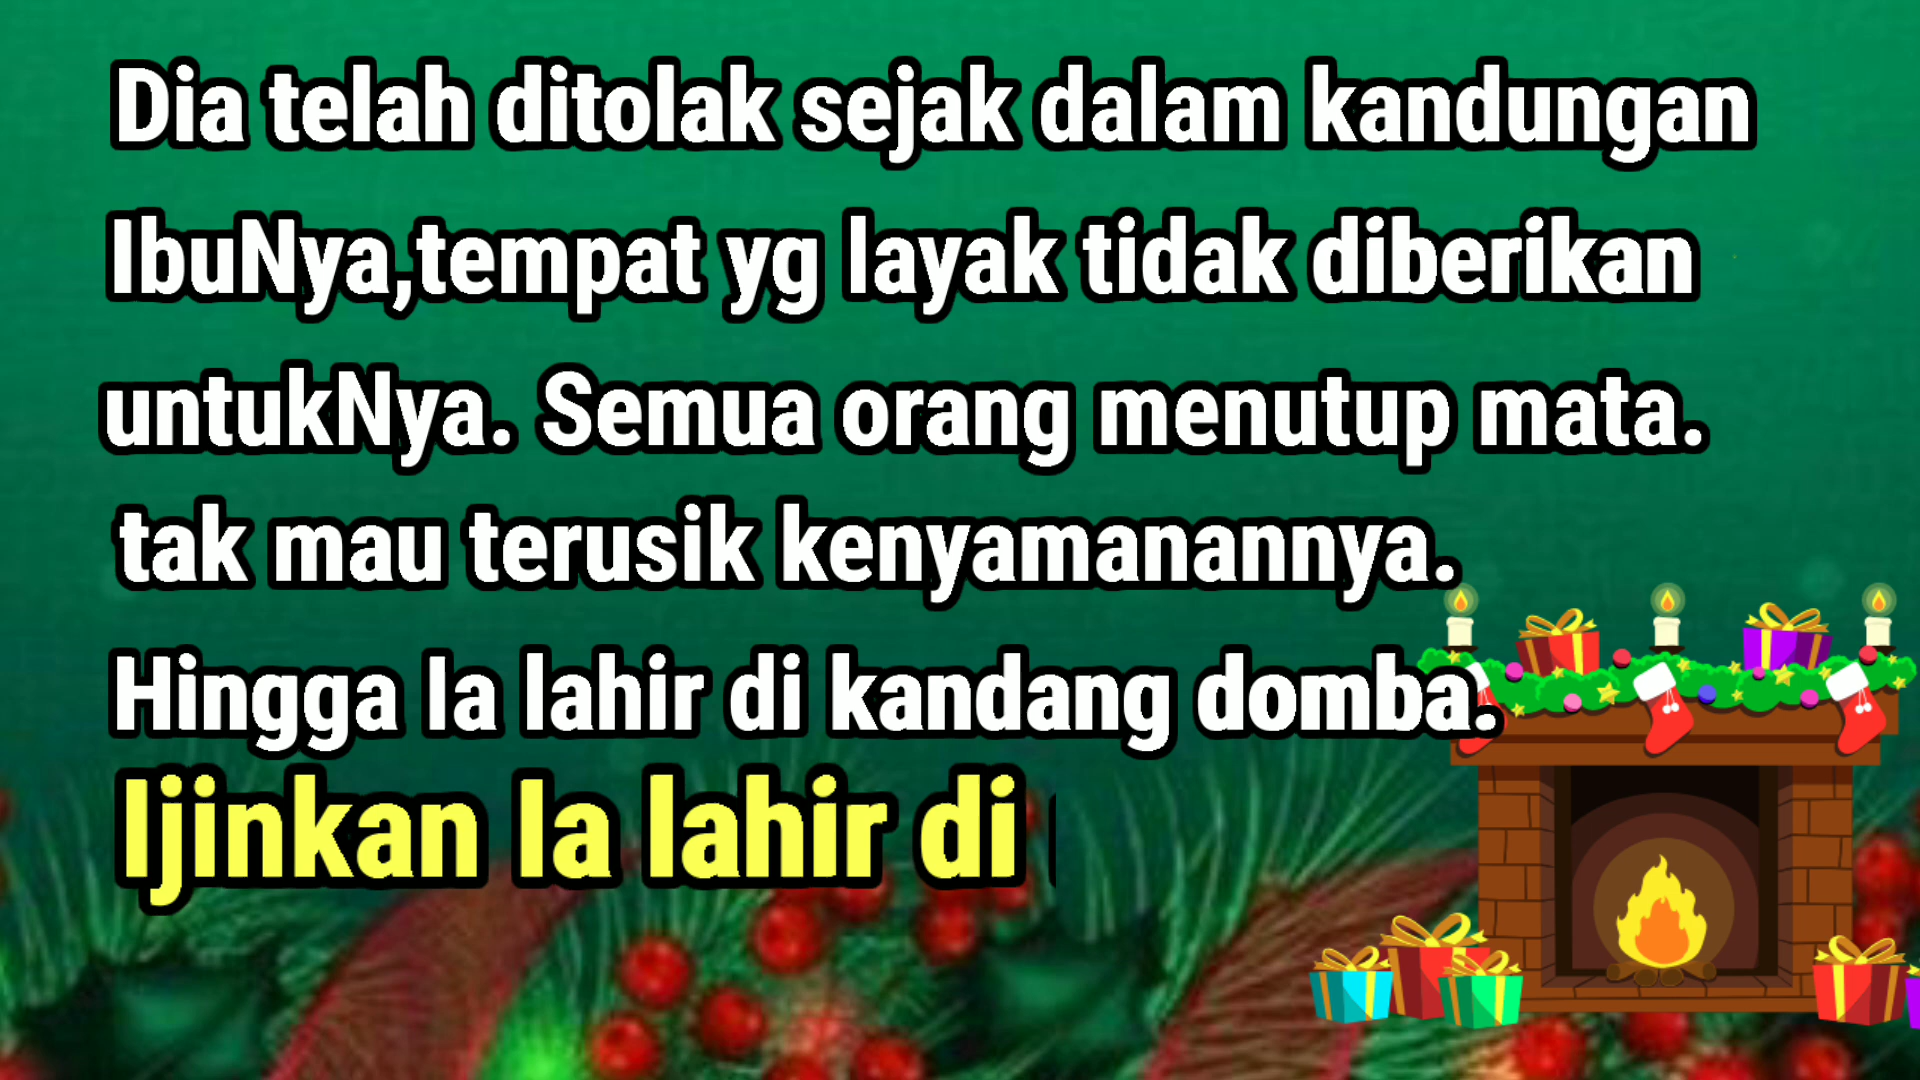 Dia telah ditolak sejak dalam kandungan
IbuNya,tempat yg layak tidak diberikan
untukNya. Semua orang menutup mata.
tak mau terusik kenyamanannya.
Hingga Ia lahir di kandang domba.
Ijinkan Ia lahir di